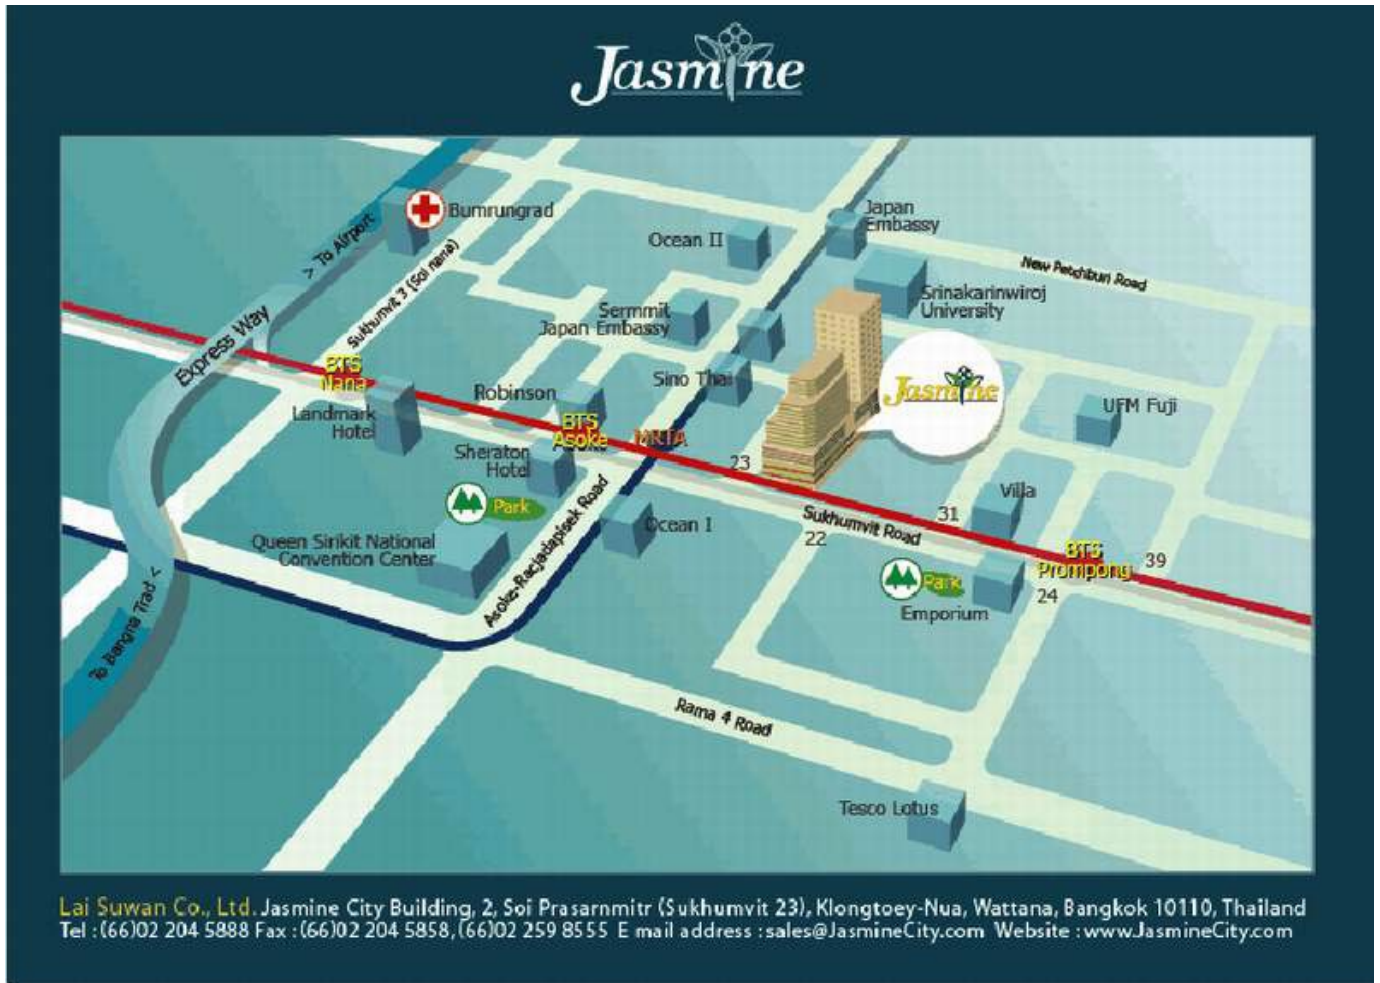 Jasmine
Bumrungrad
Japan
Embassy
Ocean II
> To Airport
Sukhumvit 3 (Soi nana)
New Petchburi Road
Srinakarinwiroj
University
Sermmit
Japan Embassy
Express Way
BTS
Nana
Sino Thai
Robinson
Jasmine
UFM Fuji
Landmark
Hotel
BTS
Asoke
MRTA
Sheraton
Hotel
23
Park
Villa
Ocean I
31
Sukhumvit Road
22
Queen Sirikit National
Convention Center
Asoke-Racjadapisek Road
BTS
Prompong
39
Park
24
Emporium
To Bangna Trad <
Rama 4 Road
Tesco Lotus
Lai Suwan Co., Ltd. Jasmine City Building, 2, Soi Prasarnmitr (Sukhumvit 23), Klongtoey-Nua, Wattana, Bangkok 10110, Thailand
Tel :(66)02 204 5888 Fax :(66)02 204 5858, (66)02 259 8555 E mail address :sales@JasmineCity.com Website :www.JasmineCity.com